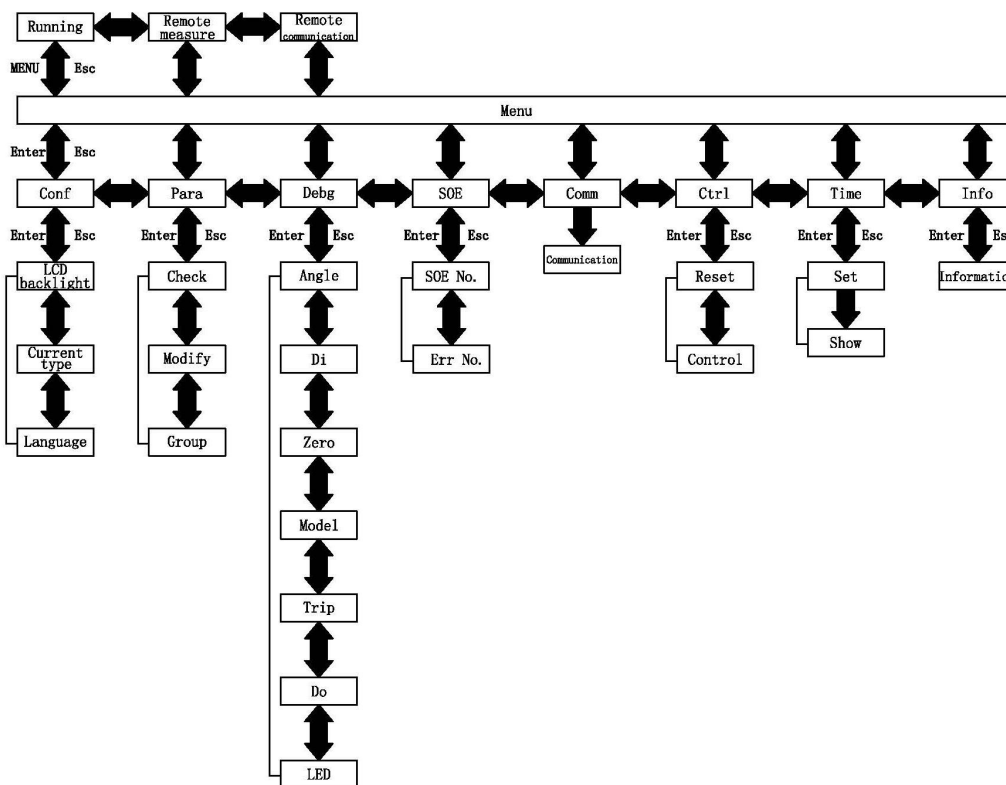 Running
Remote
measure
Remote
communication
MENU Esc
Menu
Enter Esc
Conf
Para
Debg
SOE
Comm
Ctrl
Time
Info
Enter Esc
Enter Esc
Enter Esc
Enter Esc
Enter Esc
Enter Esc
Enter Es
LCD
backlight
Check
Angle
SOE No.
Communication
Reset
Set
Informatio
Current
type
Modify
Di
Err No.
Control
Show
Language
Group
Zero
Model
Trip
Do
LED